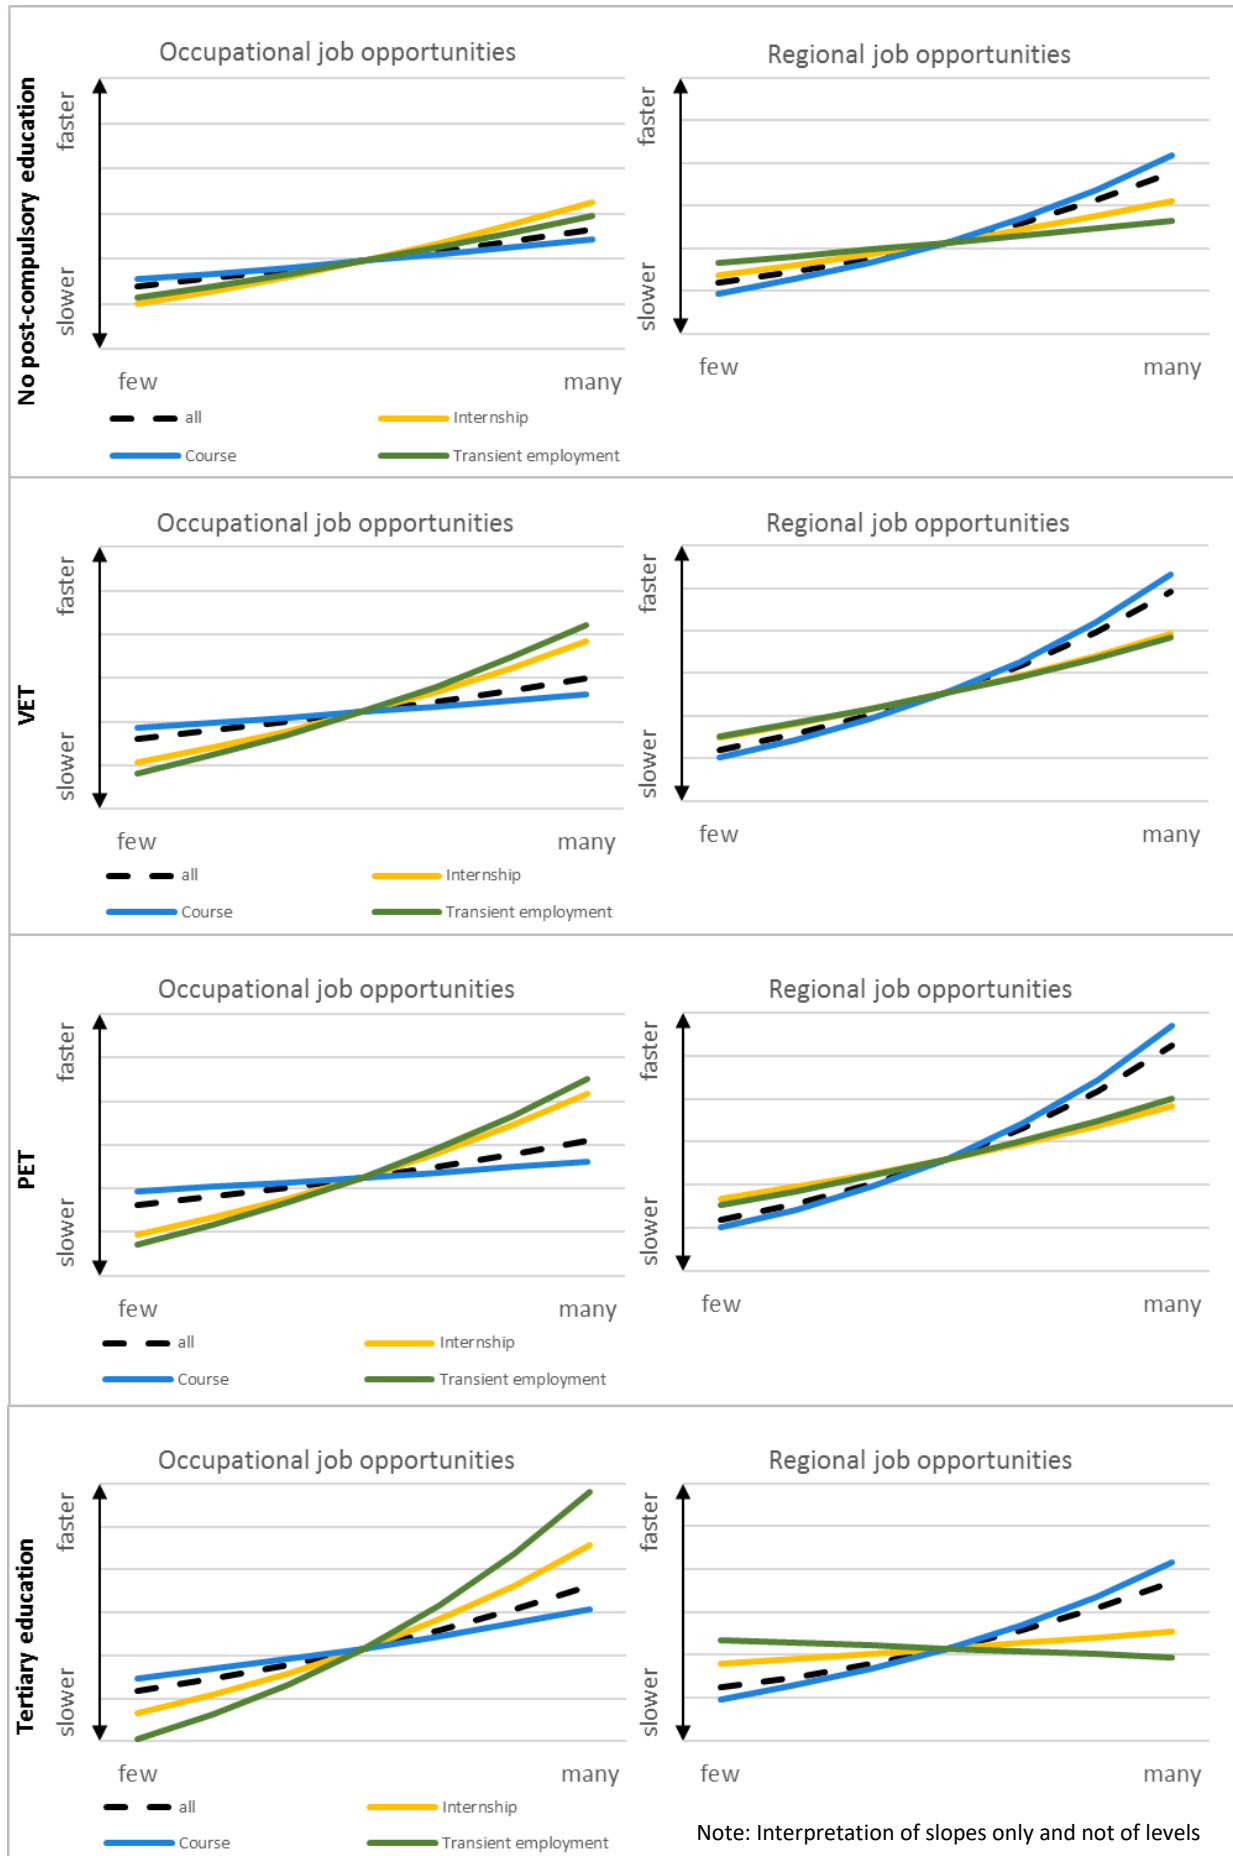 No post-compulsory education
Occupational job opportunities
Regional job opportunities
faster
slower
faster
slower
few
many
few
many
all
Internship
Course
Transient employment
VET
Occupational job opportunities
Regional job opportunities
faster
slower
faster
slower
few
many
few
many
all
Internship
Course
Transient employment
PET
Occupational job opportunities
Regional job opportunities
faster
slower
faster
slower
few
many
few
many
all
Internship
Course
Transient employment
Tertiary education
Occupational job opportunities
Regional job opportunities
faster
slower
faster
slower
few
many
few
many
all
Internship
Course
Transient employment
Note: Interpretation of slopes only and not of levels